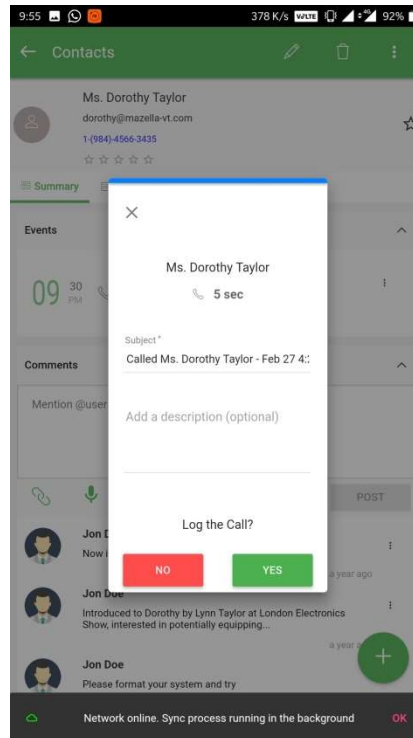 9:55
378 K/s VoLTE 4G 92%
Contacts
Ms. Dorothy Taylor
dorothy@mazella-vt.com
1-(984)-4566-3435
Summary
Events
09 30
PM
Ms. Dorothy Taylor
5 sec
Subject *
Called Ms. Dorothy Taylor - Feb 27 4:
Add a description (optional)
Comments
Mention @user
POST
Log the Call?
NO YES
Jon D
Now i
a year ago
Jon Doe
Introduced to Dorothy by Lynn Taylor at London Electronics
Show, interested in potentially equipping...
a year a
Jon Doe
Please format your system and try
Network online. Sync process running in the background OK